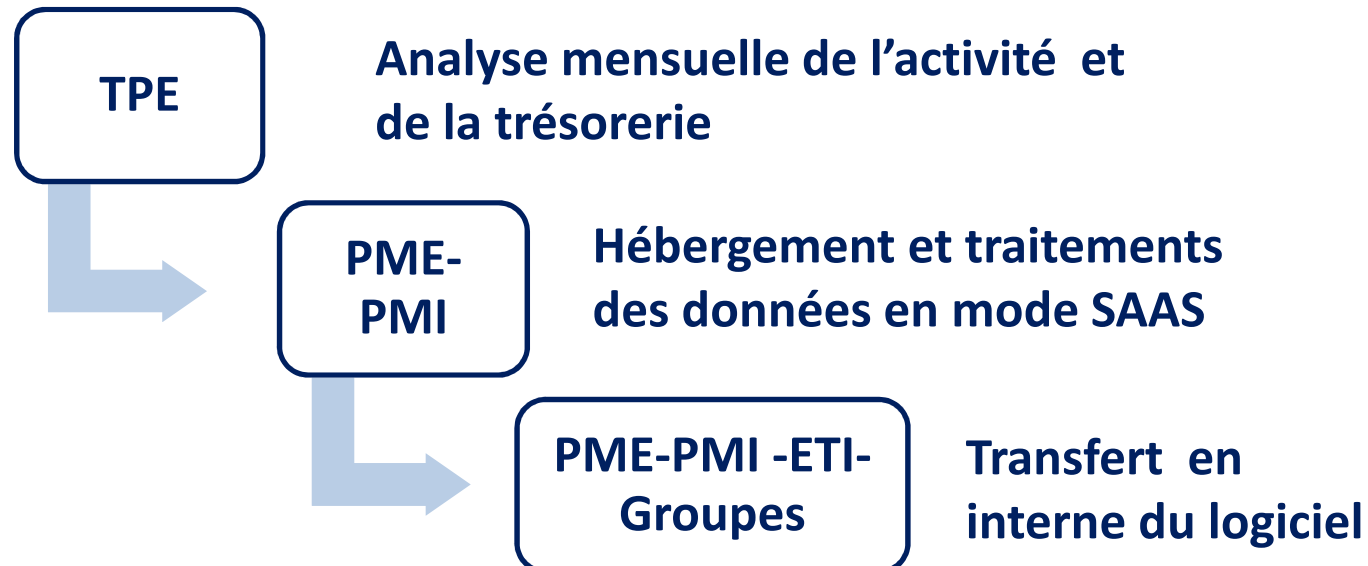 TPE
Analyse mensuelle de l’activité  et
de la trésorerie
PME-
PMI
Hébergement et traitements
des données en mode SAAS
PME-PMI -ETI-
Groupes
Transfert  en
interne du logiciel